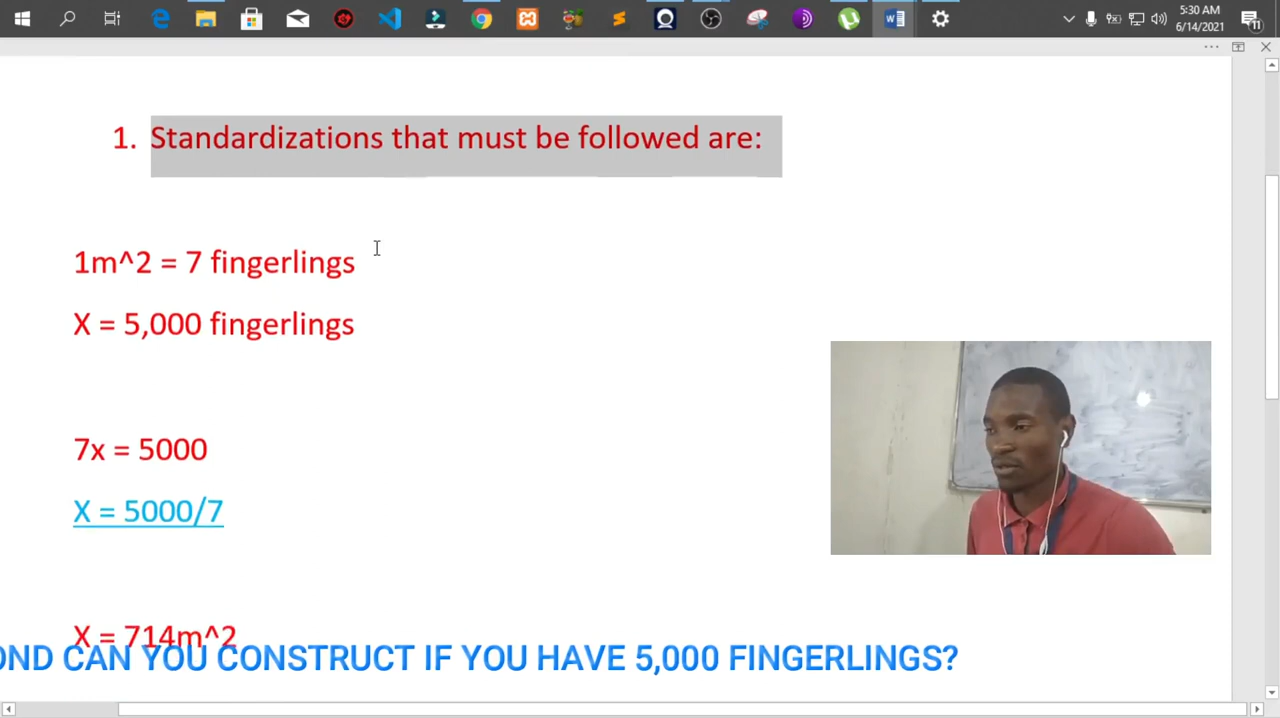 5:30 AM
6/14/2021
11
1. Standardizations that must be followed are:
1m^2 = 7 fingerlings
X = 5,000 fingerlings
7x = 5000
X = 5000/7
X = 714m^2
OND CAN YOU CONSTRUCT IF YOU HAVE 5,000 FINGERLINGS?